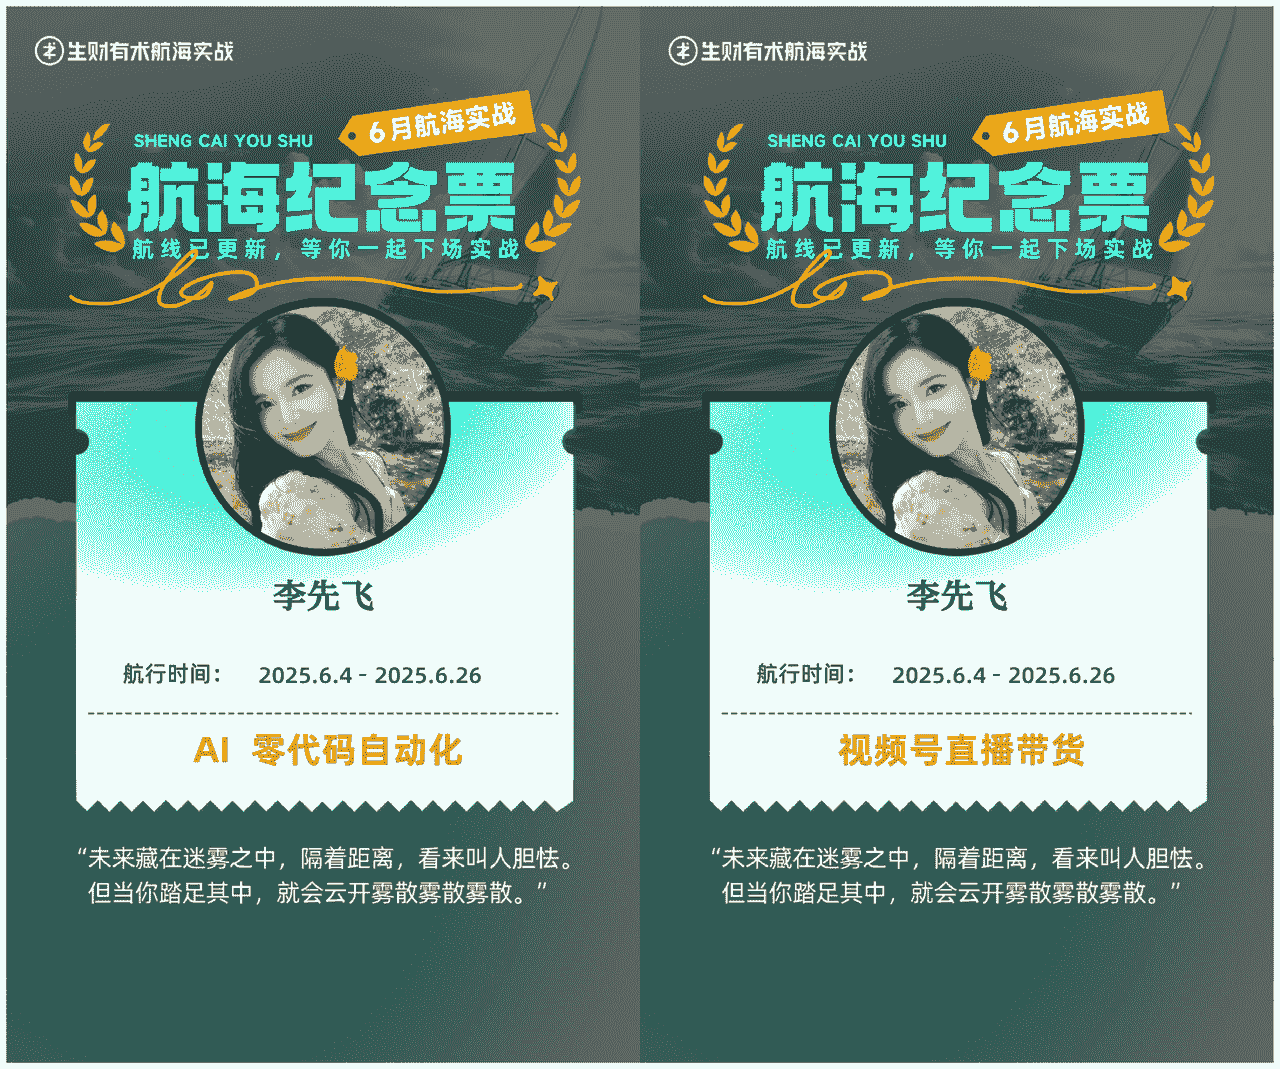 生财有术航海实战
6月航海实战
SHENG CAI YOU SHU
航海纪念票
航线已更新，等你一起下场实战
李先飞
航行时间： 2025.6.4 - 2025.6.26
AI 零代码自动化
“未来藏在迷雾之中，隔着距离，看来叫人胆怯。
但当你踏足其中，就会云开雾散雾散雾散。”
生财有术航海实战
6月航海实战
SHENG CAI YOU SHU
航海纪念票
航线已更新，等你一起下场实战
李先飞
航行时间： 2025.6.4 - 2025.6.26
视频号直播带货
“未来藏在迷雾之中，隔着距离，看来叫人胆怯。
但当你踏足其中，就会云开雾散雾散雾散。”